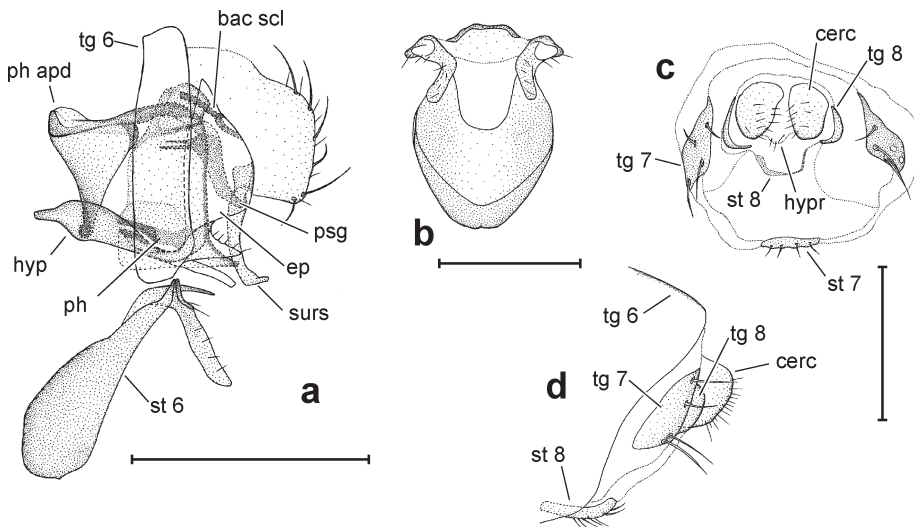 bac scl
tg 6
ph apd
hyp
ph
psg
ep
surs
st 6
a
b
c
cerc
tg 8
tg 7
st 8
hypr
st 7
tg 6
tg 8
tg 7
cerc
d
st 8